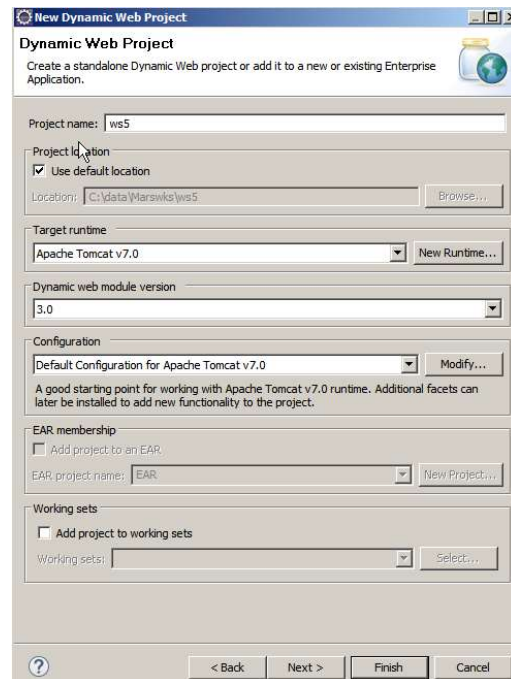 New Dynamic Web Project
Dynamic Web Project
Create a standalone Dynamic Web project or add it to a new or existing Enterprise
Application.
Project name: ws5
Project location
Use default location
Location: C:\data\Marswks\ws5 Browse...
Target runtime
Apache Tomcat v7.0 New Runtime...
Dynamic web module version
3.0
Configuration
Default Configuration for Apache Tomcat v7.0 Modify...
A good starting point for working with Apache Tomcat v7.0 runtime. Additional facets can
later be installed to add new functionality to the project.
EAR membership
Add project to an EAR
EAR project name: EAR New Project...
Working sets
Add project to working sets
Working sets: Select...
? < Back Next > Finish Cancel